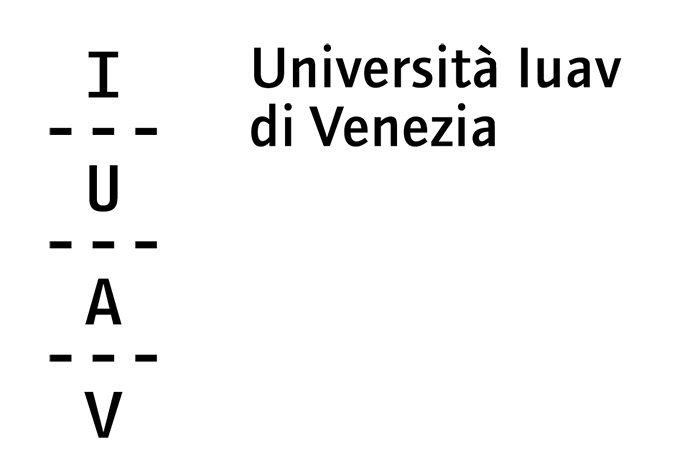 I
---
U
---
A
---
V
Università Iuav
di Venezia